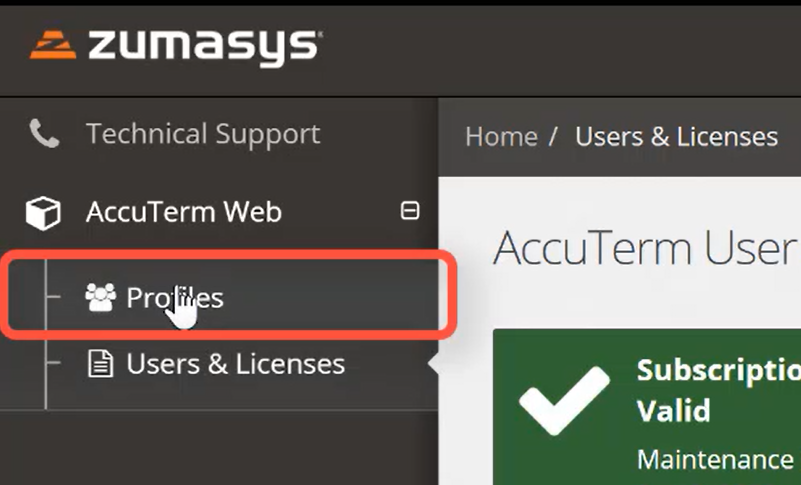 zumasys
Technical Support
Home / Users & Licenses
AccuTerm Web
AccuTerm User
Profiles
Users & Licenses
Subscriptio
Valid
Maintenance